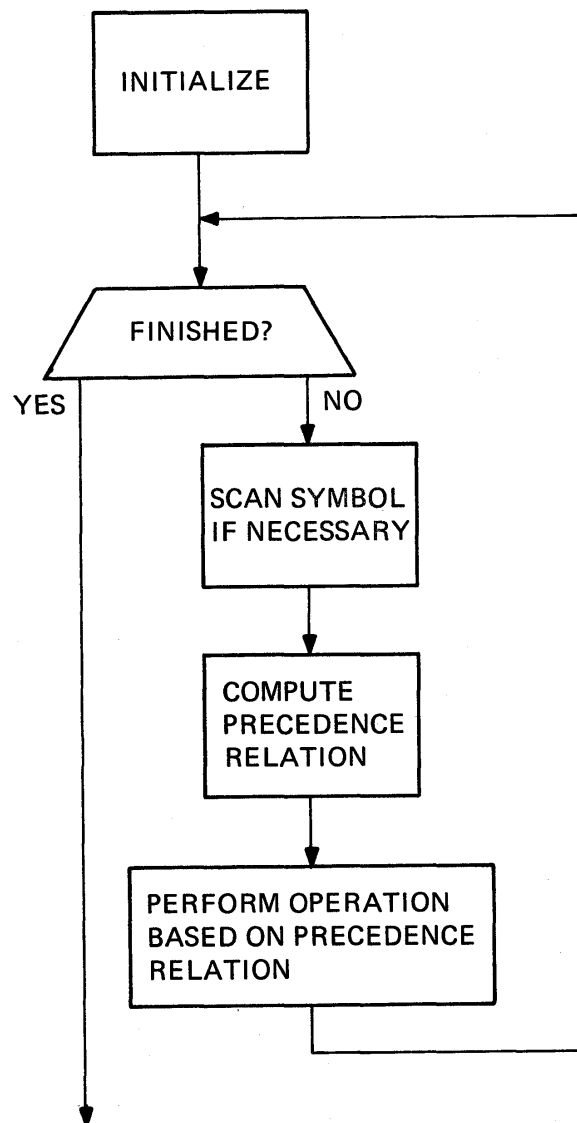 INITIALIZE
FINISHED?
YES
NO
SCAN SYMBOL
IF NECESSARY
COMPUTE
PRECEDENCE
RELATION
PERFORM OPERATION
BASED ON PRECEDENCE
RELATION